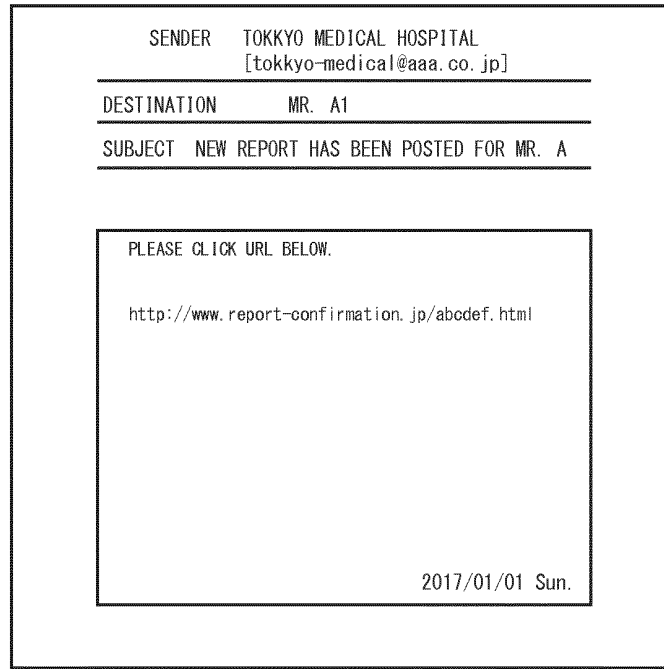 SENDER TOKKYO MEDICAL HOSPITAL
[tokkyo-medical@aaa.co.jp]
DESTINATION MR. A1
SUBJECT NEW REPORT HAS BEEN POSTED FOR MR. A
PLEASE CLICK URL BELOW.
http://www.report-confirmation.jp/abcdef.html
2017/01/01 Sun.